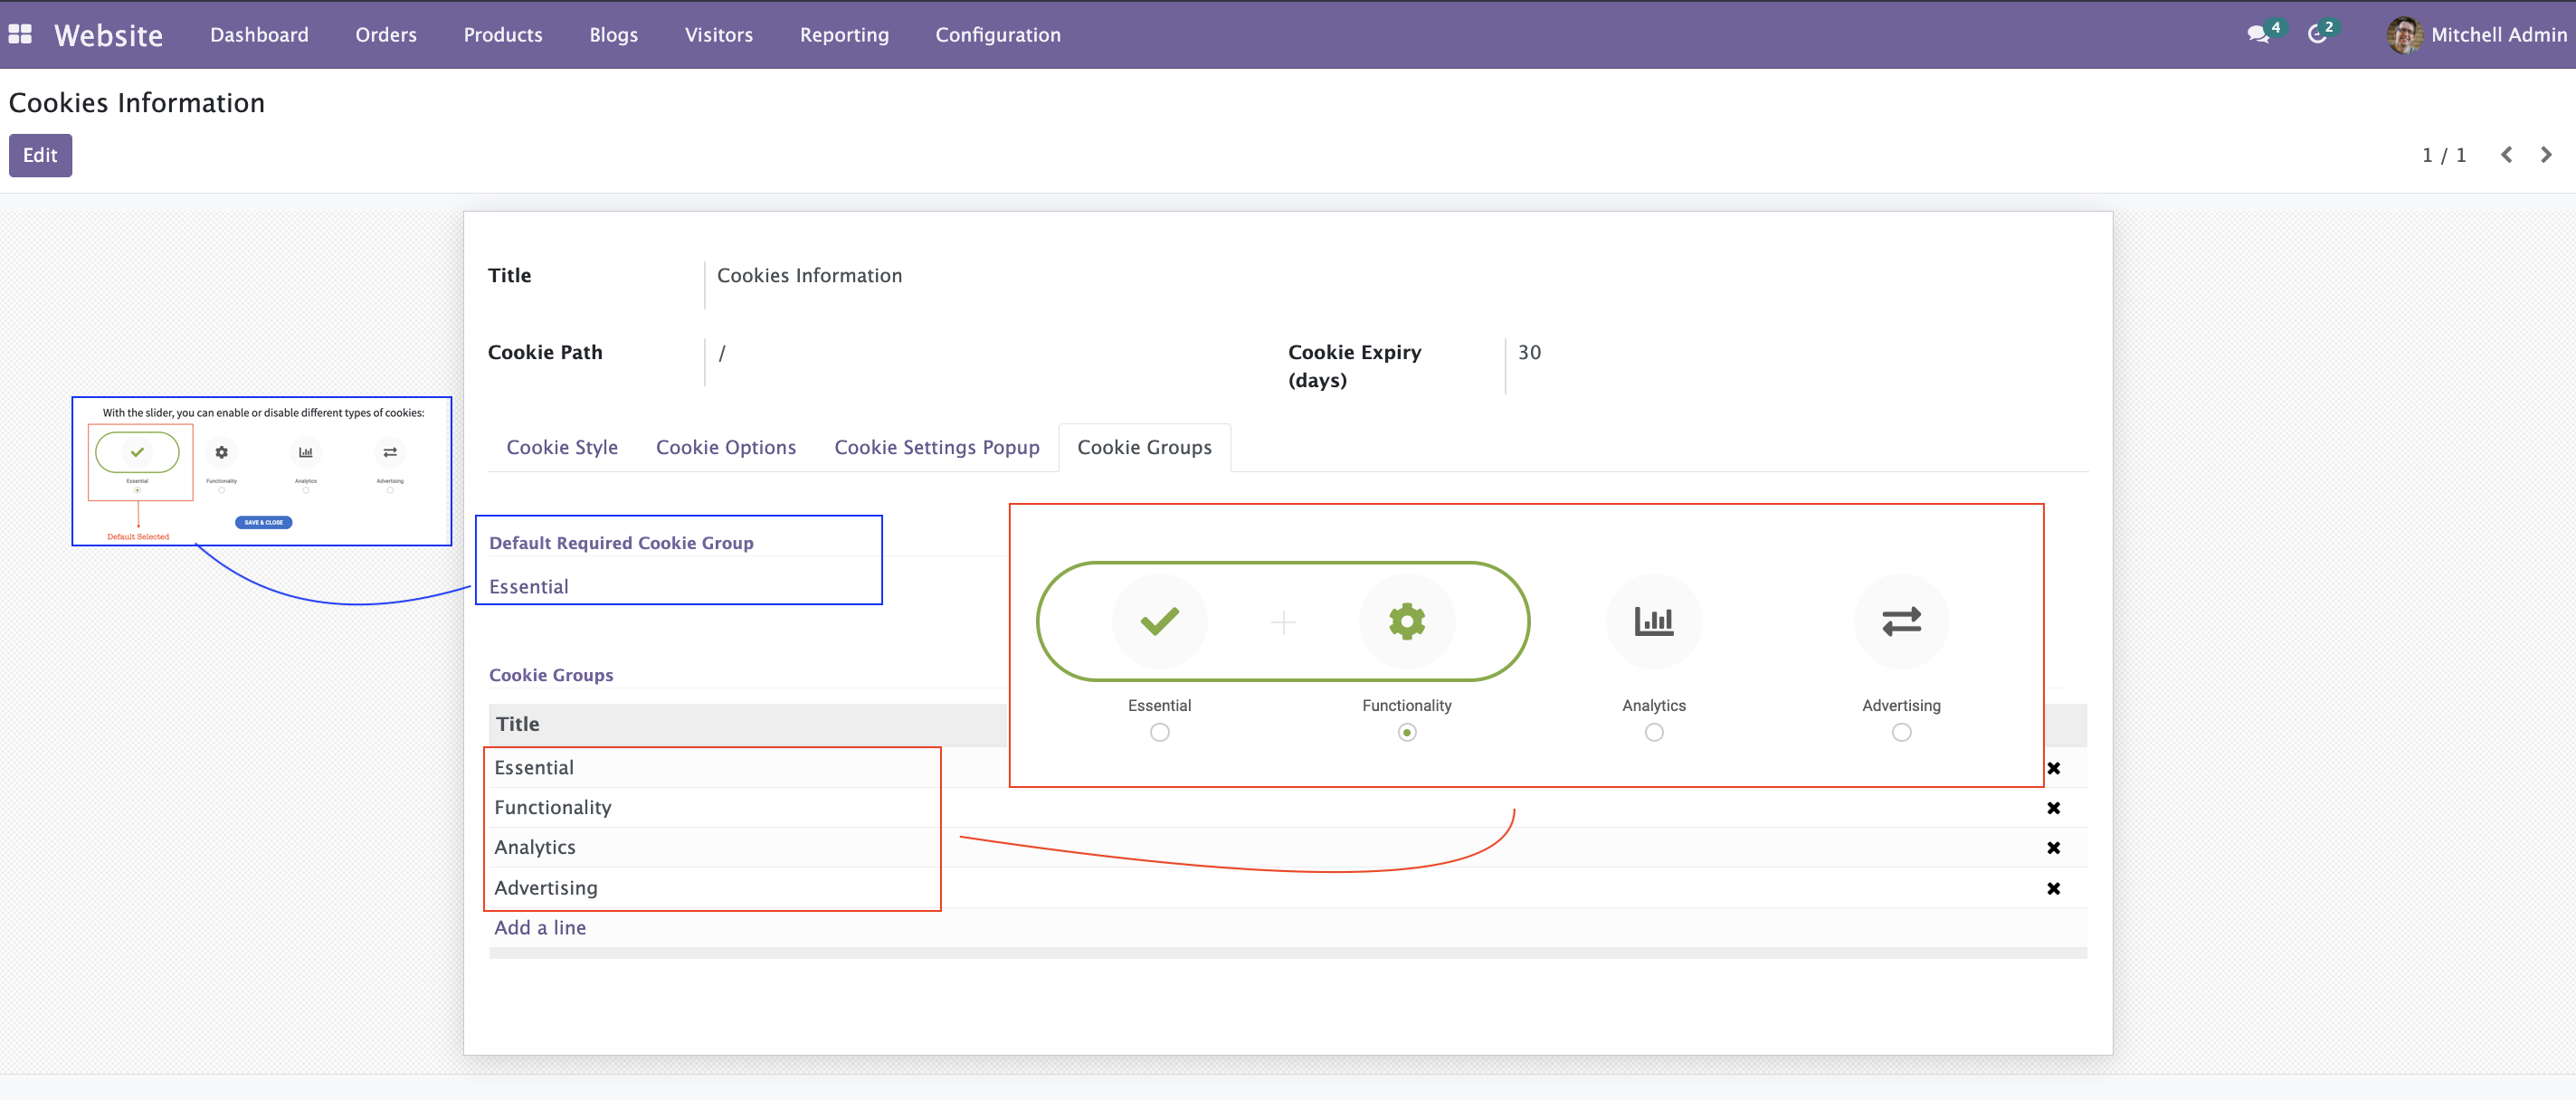 Website Dashboard Orders Products Blogs Visitors Reporting Configuration 4 2 Mitchell Admin
Cookies Information
Edit
1 / 1
Title Cookies Information
Cookie Path /
Cookie Expiry (days) 30
With the slider, you can enable or disable different types of cookies:
Essential Functionality Analytics Advertising
SAVE & CLOSE
Default Selected
Cookie Style Cookie Options Cookie Settings Popup Cookie Groups
Default Required Cookie Group
Essential
Essential Functionality Analytics Advertising
Cookie Groups
Title
Essential
Functionality
Analytics
Advertising
Add a line